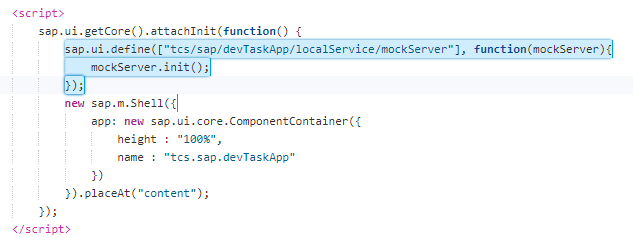 <script>
sap.ui.getCore().attachInit(function() {
sap.ui.define(["tcs/sap/devTaskApp/localService/mockServer"], function(mockServer){
mockServer.init();
});
new sap.m.Shell({
app: new sap.ui.core.ComponentContainer({
height : "100%",
name : "tcs.sap.devTaskApp"
})
}).placeAt("content");
});
</script>